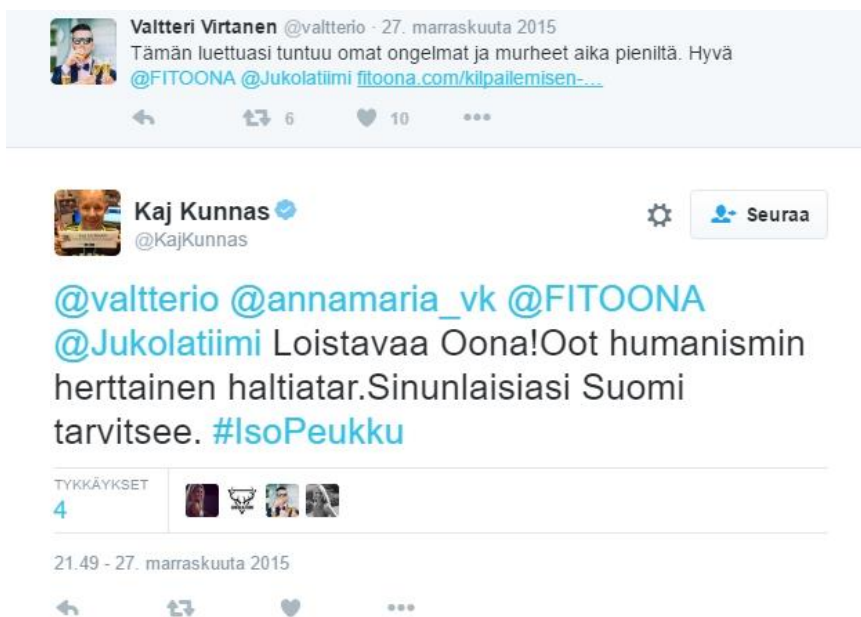 Valtteri Virtanen @valtterio · 27. marraskuuta 2015
Tämän luettuasi tuntuu omat ongelmat ja murheet aika pieniltä. Hyvä
@FITOONA @Jukolatiimi fitoona.com/kilpailemisen-...
6 10
Kaj Kunnas
Seuraa
@KajKunnas
@valtterio @annamaria_vk @FITOONA
@Jukolatiimi Loistavaa Oona!Oot humanismin
herttainen haltiatar.Sinunlaisiasi Suomi
tarvitsee. #IsoPeukku
TYKKÄYKSET
4
21.49 - 27. marraskuuta 2015